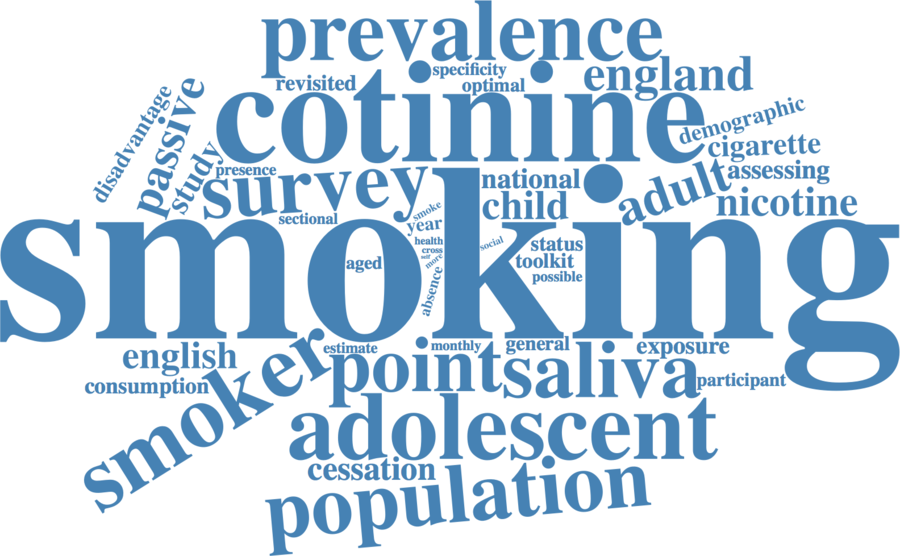 prevalence
specificity
revisited
optimal
england
cotinine
disadvantage
passive
study
demographic
cigarette
presence
survey
national
adult
assessing
child
nicotine
sectional
smoke
year
smoking
health
cross
self
more
social
status
aged
toolkit
absence
possible
smoker
estimate
monthly
general
exposure
english
point
saliva
consumption
participant
adolescent
cessation
population